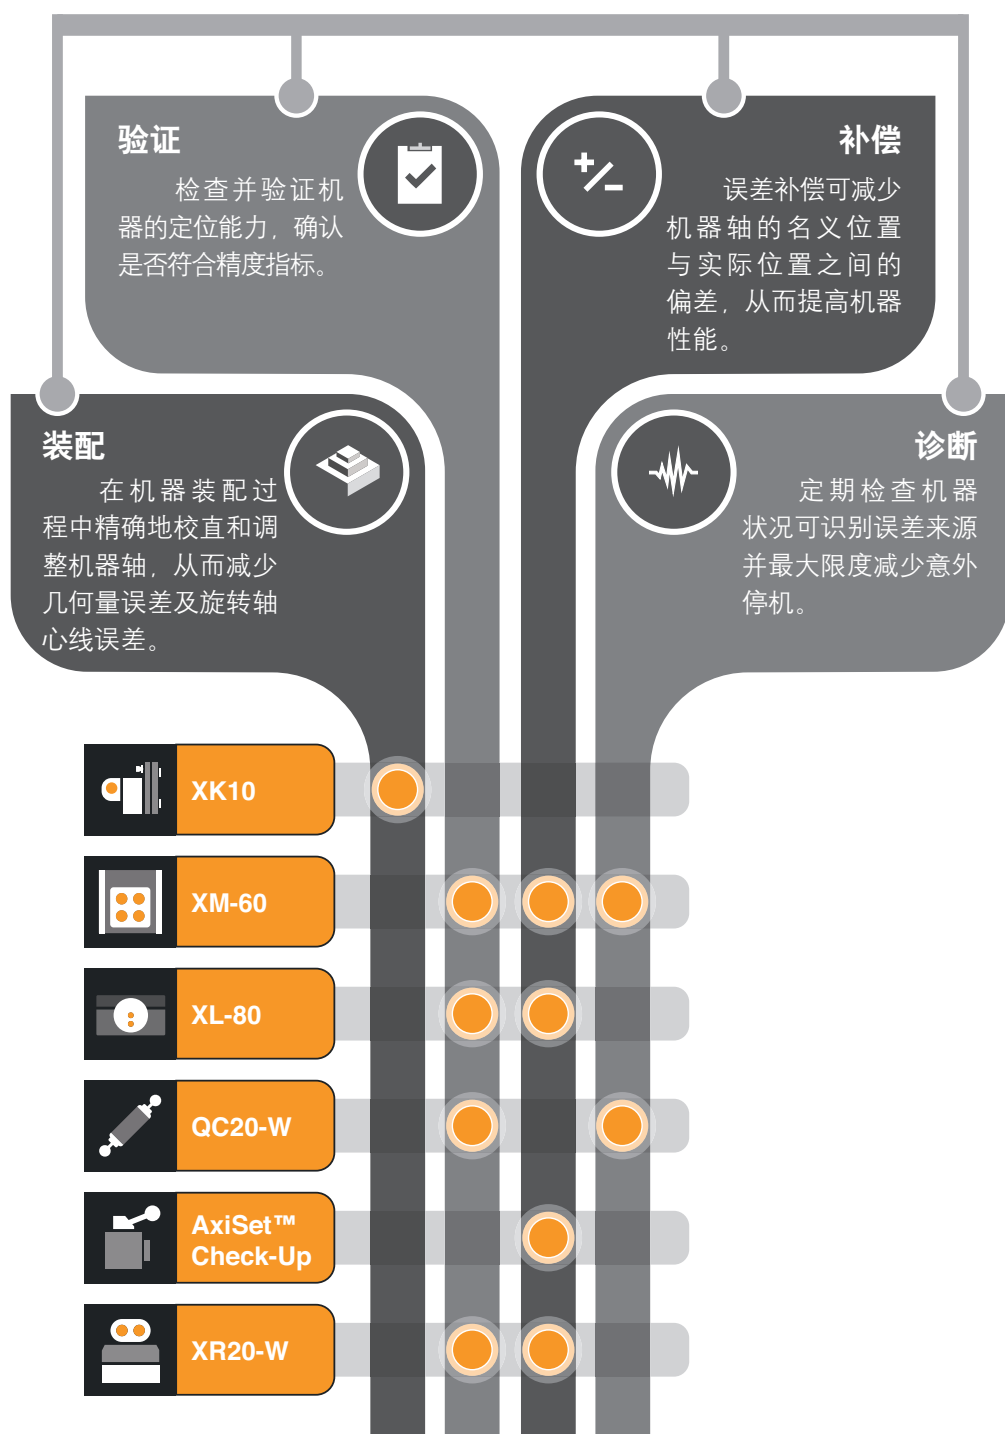 验证
检查并验证机
器的定位能力，确认
是否符合精度指标。
补偿
误差补偿可减少
机器轴的名义位置
与实际位置之间的
偏差，从而提高机器
性能。
装配
在机器装配过
程中精确地校直和调
整机器轴，从而减少
几何量误差及旋转轴
心线误差。
诊断
定期检查机器
状况可识别误差来源
并最大限度减少意外
停机。
XK10
XM-60
XL-80
QC20-W
AxiSet™
Check-Up
XR20-W